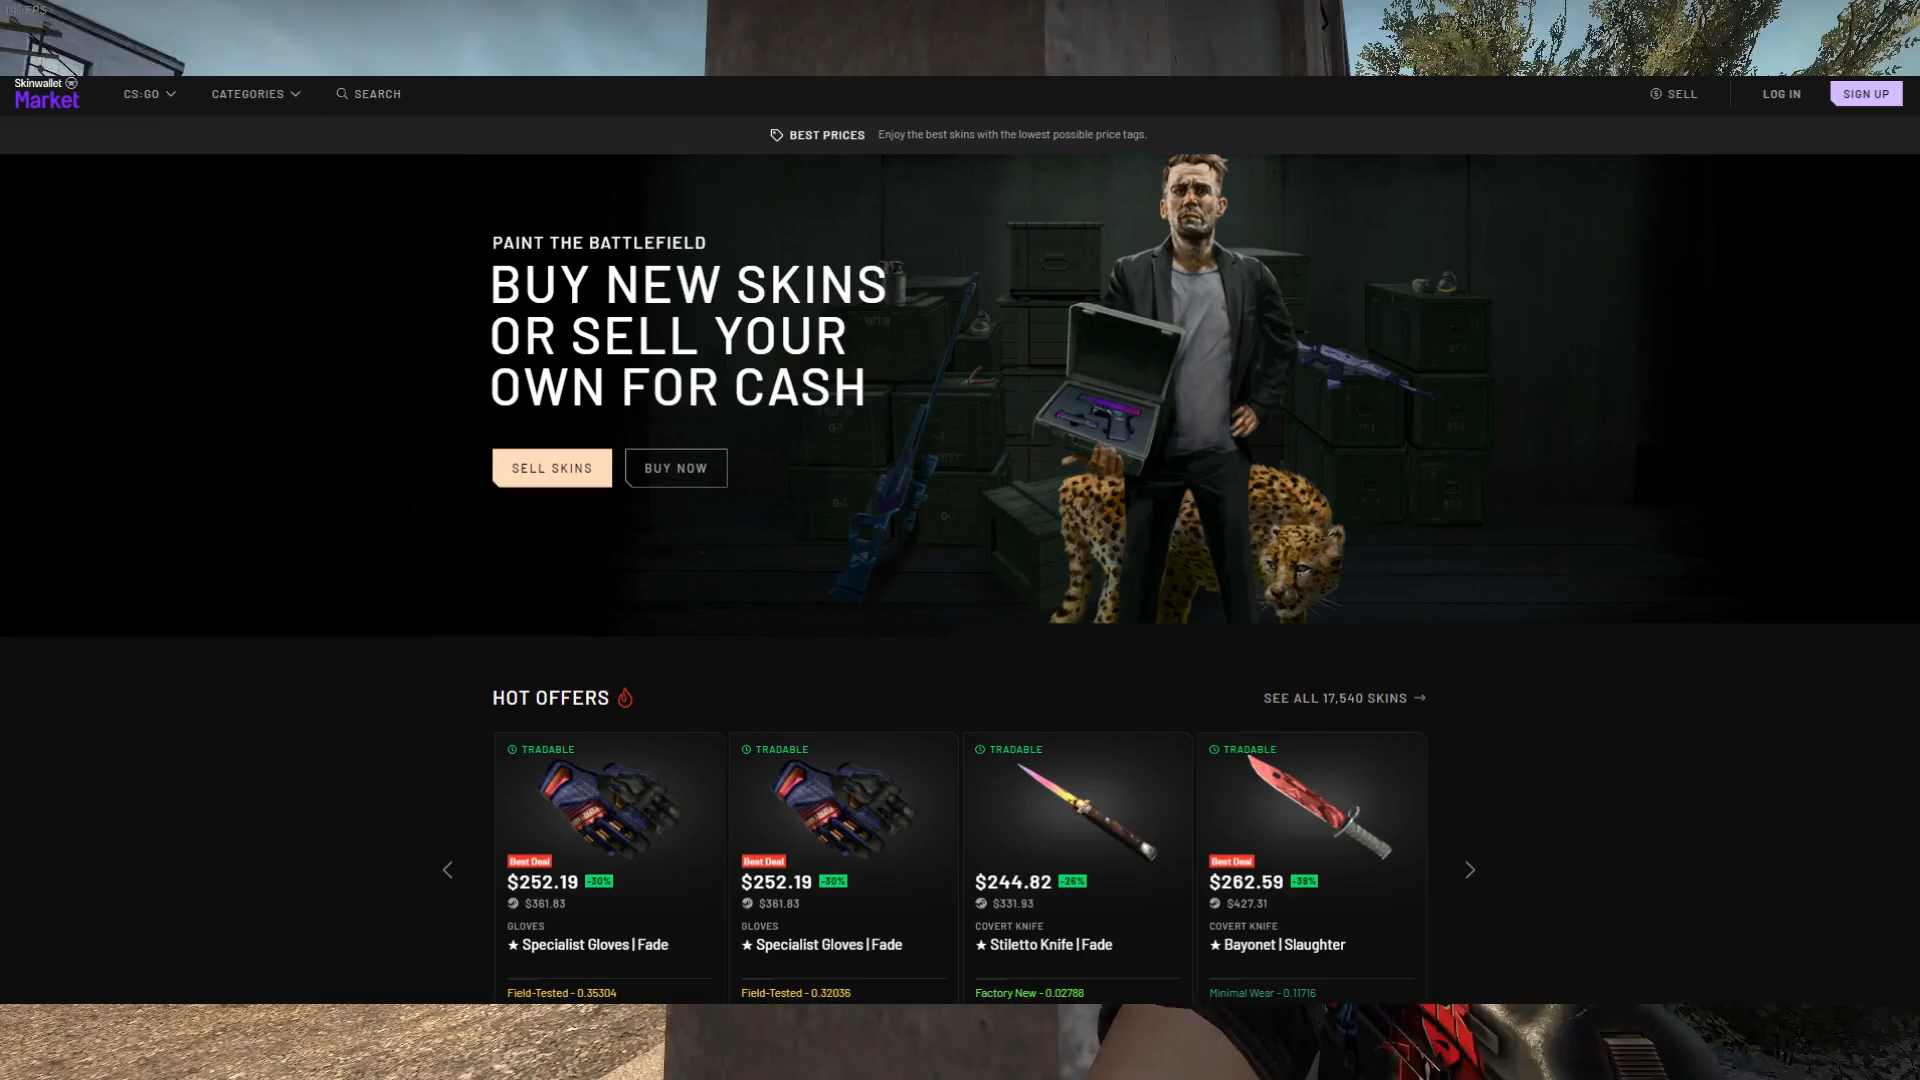 Skinwallet
Market
CS:GO
CATEGORIES
SEARCH
SELL
LOG IN
SIGN UP
BEST PRICES Enjoy the best skins with the lowest possible price tags.
PAINT THE BATTLEFIELD
BUY NEW SKINS
OR SELL YOUR
OWN FOR CASH
SELL SKINS
BUY NOW
HOT OFFERS
SEE ALL 17,540 SKINS →
TRADABLE
Best Deal
$252.19 -30%
$361.83
GLOVES
★ Specialist Gloves | Fade
Field-Tested - 0.35304
TRADABLE
Best Deal
$252.19 -30%
$361.83
GLOVES
★ Specialist Gloves | Fade
Field-Tested - 0.32036
TRADABLE
$244.82 -26%
$331.93
COVERT KNIFE
★ Stiletto Knife | Fade
Factory New - 0.02788
TRADABLE
Best Deal
$262.59 -39%
$427.31
COVERT KNIFE
★ Bayonet | Slaughter
Minimal Wear - 0.11716